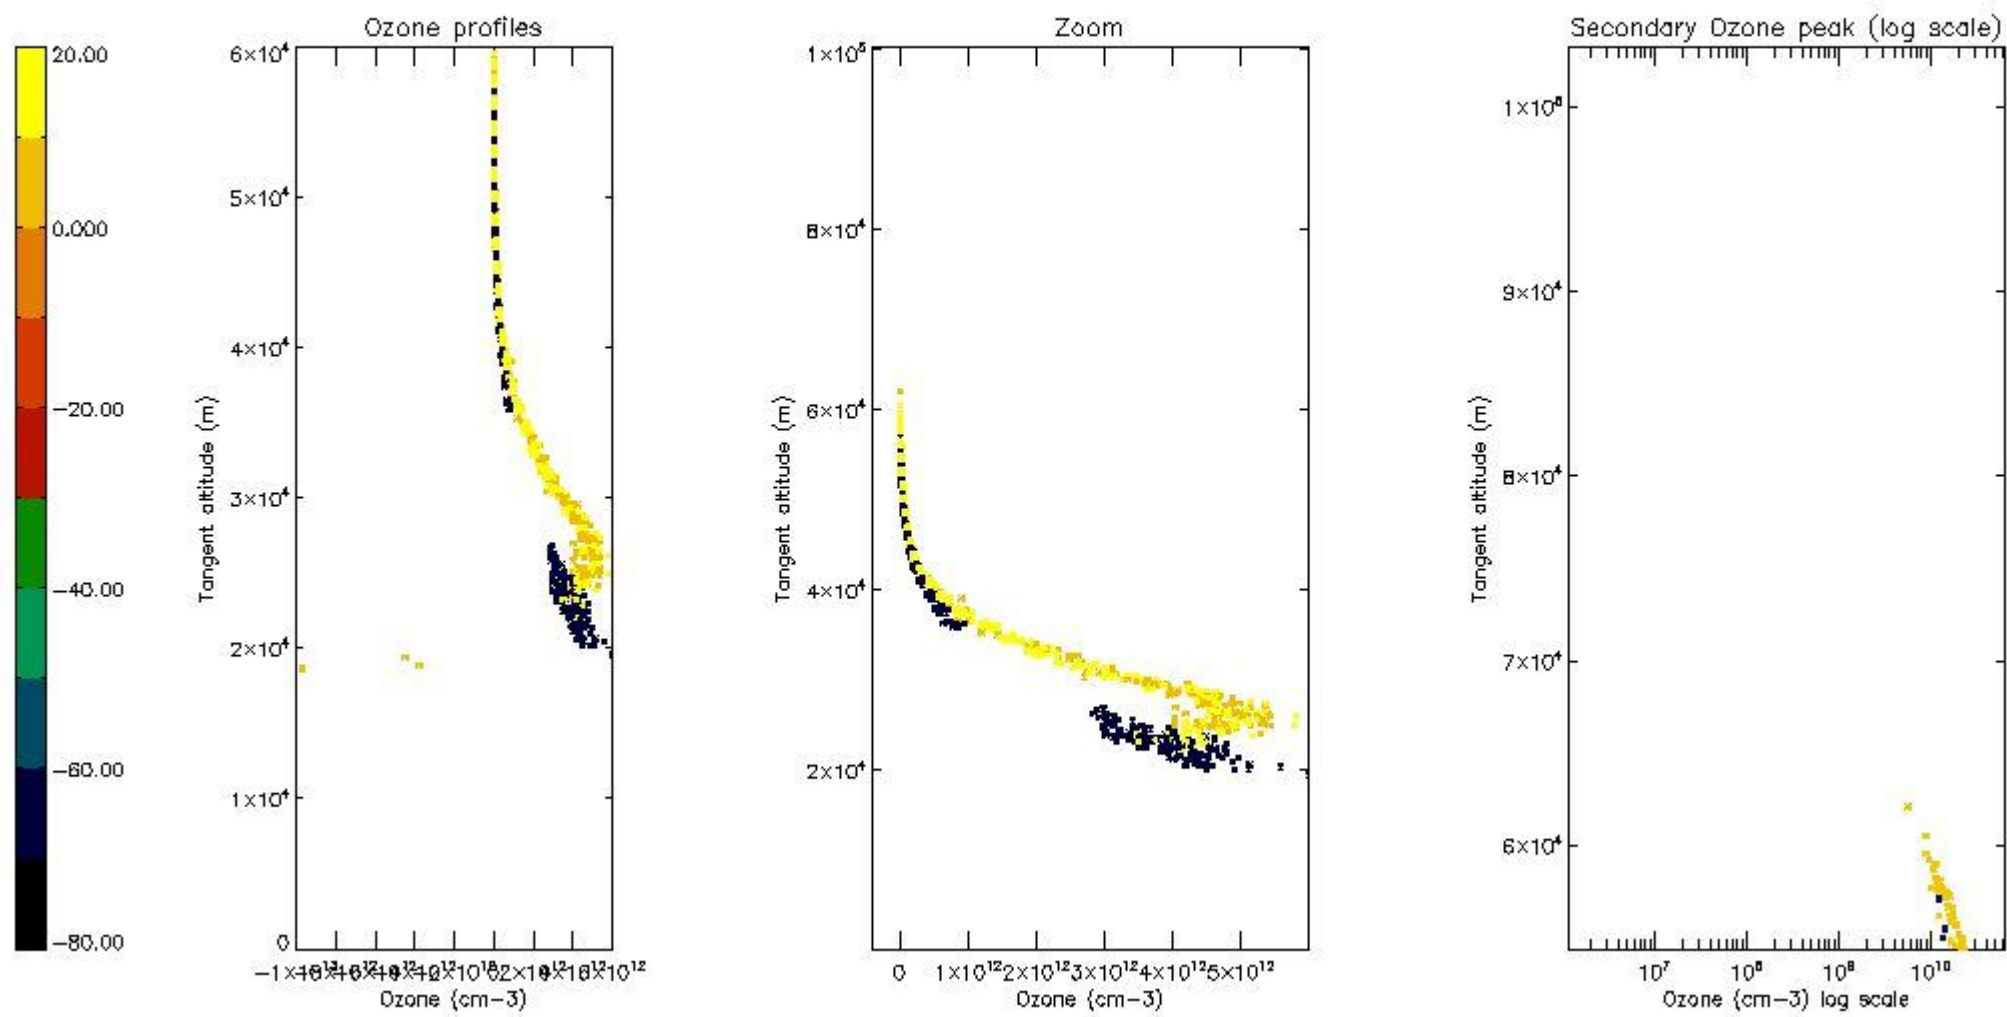 Ozone profiles
Zoom
Secondary Ozone peak (log scale)
20.00
0.000
-20.00
-40.00
-60.00
-80.00
6×10⁴
5×10⁴
4×10⁴
3×10⁴
2×10⁴
1×10⁴
0
Tangent altitude (m)
Ozone (cm-3)
1×10⁵
8×10⁴
6×10⁴
4×10⁴
2×10⁴
Tangent altitude (m)
0 1×10¹² 2×10¹² 3×10¹² 4×10¹² 5×10¹²
Ozone (cm-3)
9×10⁴
8×10⁴
7×10⁴
6×10⁴
Tangent altitude (m)
10⁷ 10⁸ 10⁹ 10¹⁰
Ozone (cm-3) log scale